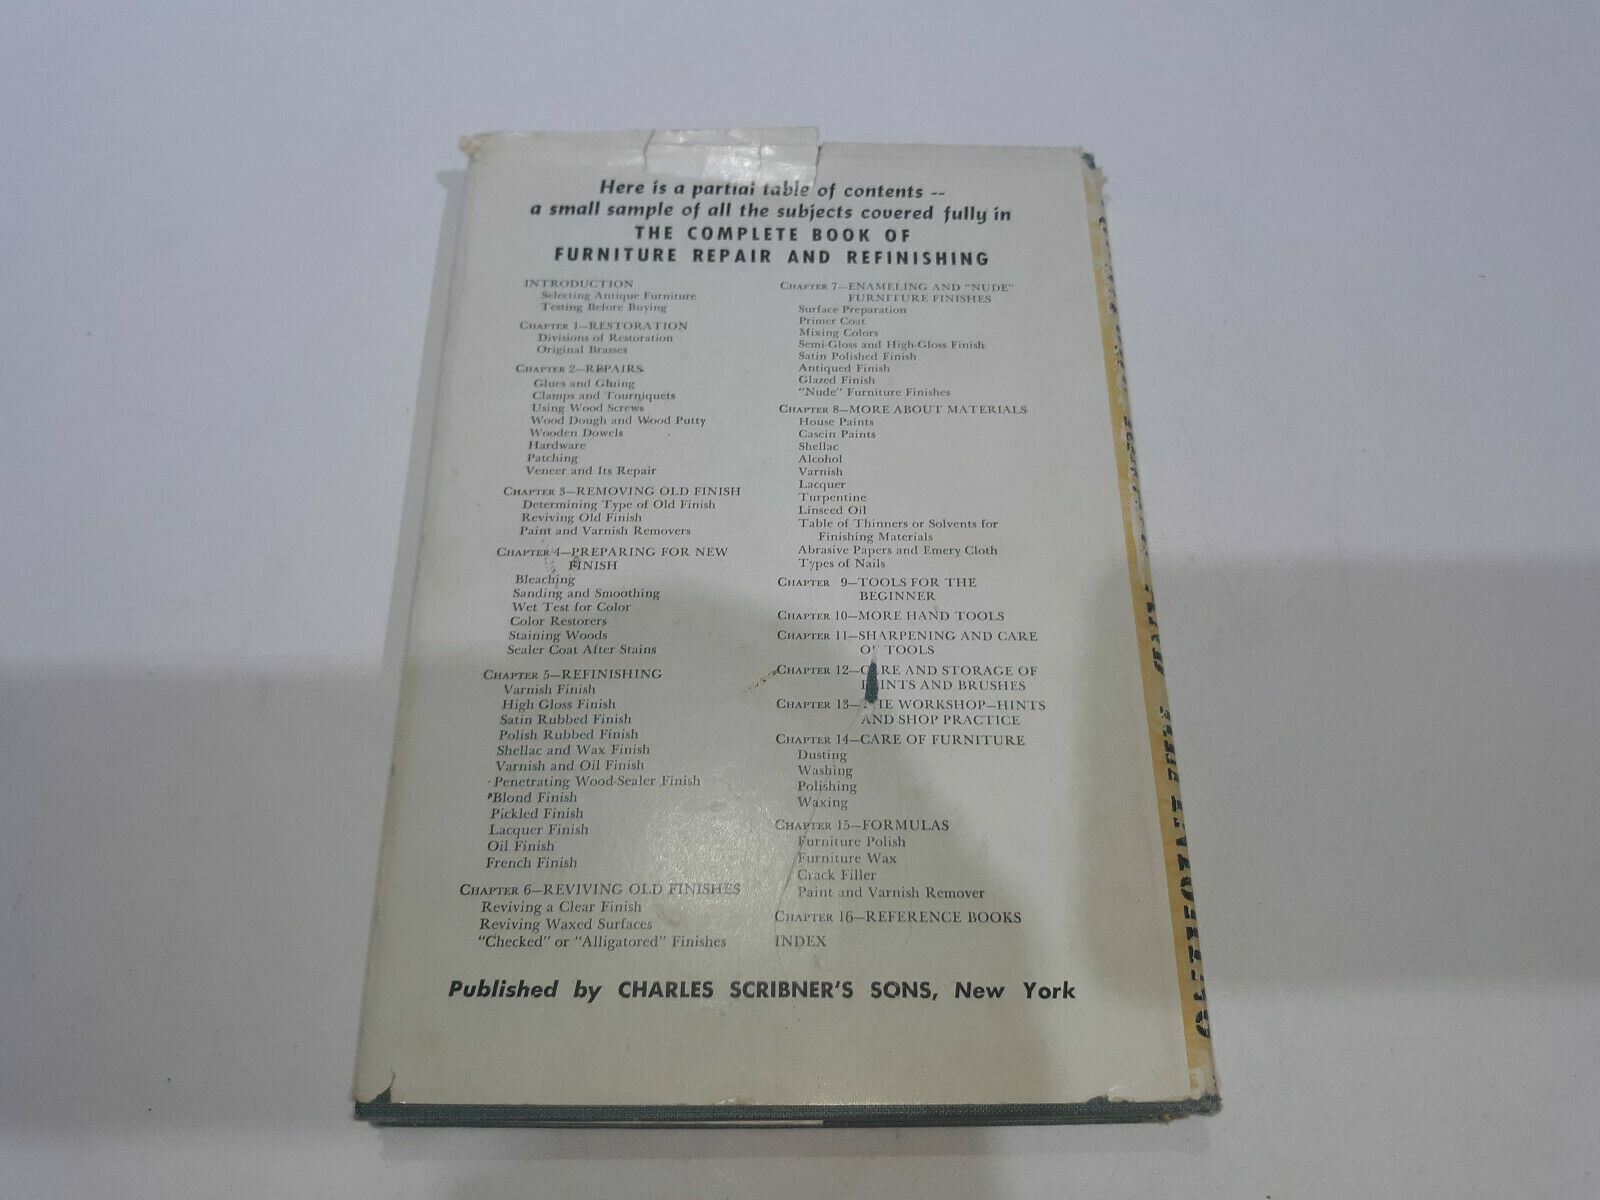 Here is a partial table of contents --
a small sample of all the subjects covered fully in
THE COMPLETE BOOK OF
FURNITURE REPAIR AND REFINISHING
INTRODUCTION
Selecting Antique Furniture
Testing Before Buying
CHAPTER 1—RESTORATION
Divisions of Restoration
Original Brasses
CHAPTER 2—REPAIRS
Glues and Gluing
Clamps and Tourniquets
Using Wood Screws
Wood Dough and Wood Putty
Wooden Dowels
Hardware
Patching
Veneer and Its Repair
CHAPTER 3—REMOVING OLD FINISH
Determining Type of Old Finish
Reviving Old Finish
Paint and Varnish Removers
CHAPTER 4—PREPARING FOR NEW
FINISH
Bleaching
Sanding and Smoothing
Wet Test for Color
Color Restorers
Staining Woods
Sealer Coat After Stains
CHAPTER 5—REFINISHING
Varnish Finish
High Gloss Finish
Satin Rubbed Finish
Polish Rubbed Finish
Shellac and Wax Finish
Varnish and Oil Finish
Penetrating Wood-Sealer Finish
Blond Finish
Pickled Finish
Lacquer Finish
Oil Finish
French Finish
CHAPTER 6—REVIVING OLD FINISHES
Reviving a Clear Finish
Reviving Waxed Surfaces
"Checked" or "Alligatored" Finishes
CHAPTER 7—ENAMELING AND "NUDE"
FURNITURE FINISHES
Surface Preparation
Primer Coat
Mixing Colors
Semi-Gloss and High-Gloss Finish
Satin Polished Finish
Antiqued Finish
Glazed Finish
"Nude" Furniture Finishes
CHAPTER 8—MORE ABOUT MATERIALS
House Paints
Casein Paints
Shellac
Alcohol
Varnish
Lacquer
Turpentine
Linseed Oil
Table of Thinners or Solvents for
Finishing Materials
Abrasive Papers and Emery Cloth
Types of Nails
CHAPTER 9—TOOLS FOR THE
BEGINNER
CHAPTER 10—MORE HAND TOOLS
CHAPTER 11—SHARPENING AND CARE
OF TOOLS
CHAPTER 12—CARE AND STORAGE OF
PAINTS AND BRUSHES
CHAPTER 13—THE WORKSHOP—HINTS
AND SHOP PRACTICE
CHAPTER 14—CARE OF FURNITURE
Dusting
Washing
Polishing
Waxing
CHAPTER 15—FORMULAS
Furniture Polish
Furniture Wax
Crack Filler
Paint and Varnish Remover
CHAPTER 16—REFERENCE BOOKS
INDEX
Published by CHARLES SCRIBNER'S SONS, New York